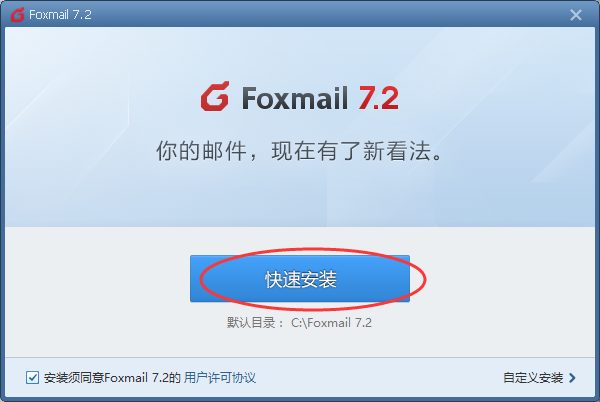 Foxmail 7.2
Foxmail 7.2
你的邮件，现在有了新看法。
快速安装
默认目录： C:\Foxmail 7.2
安装须同意Foxmail 7.2的 用户许可协议
自定义安装